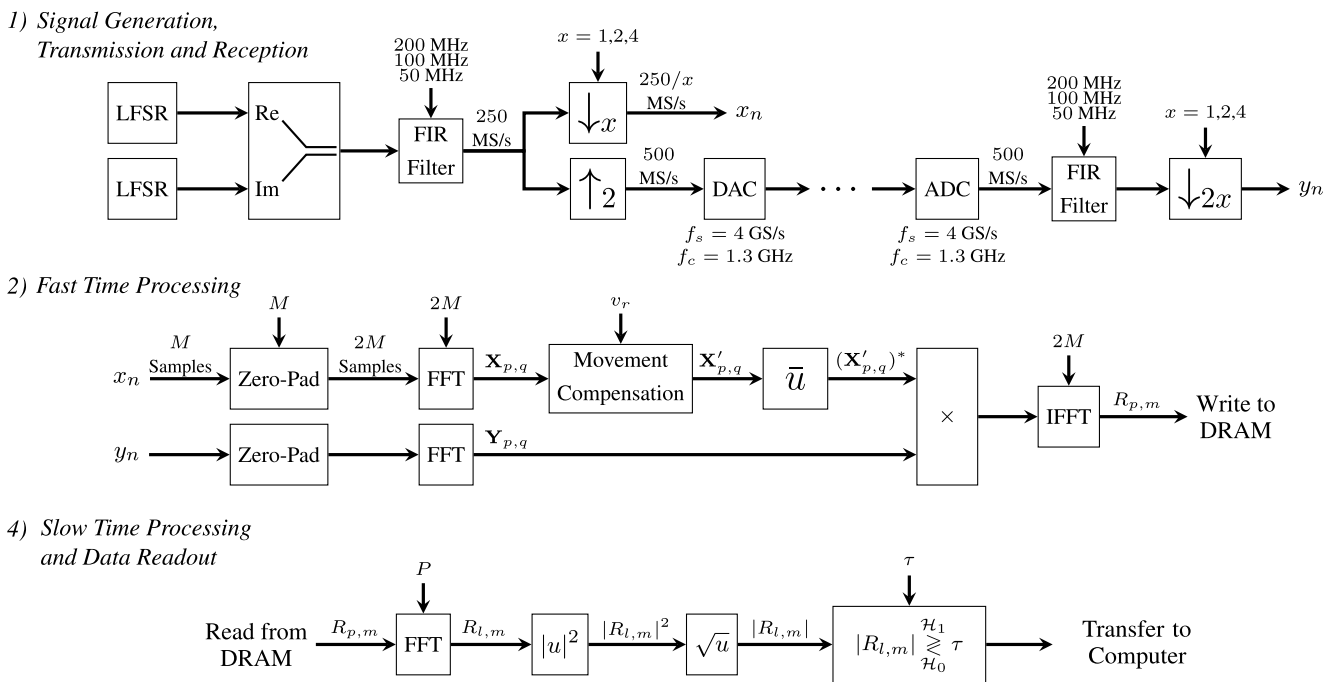 1) Signal Generation,
Transmission and Reception
200 MHz
100 MHz
50 MHz
x = 1,2,4
LFSR
Re
FIR
Filter
250
MS/s
↓x
250/x
MS/s
x_n
LFSR
Im
↑2
500
MS/s
DAC
f_s = 4 GS/s
f_c = 1.3 GHz
· · ·
ADC
f_s = 4 GS/s
f_c = 1.3 GHz
500
MS/s
200 MHz
100 MHz
50 MHz
FIR
Filter
x = 1,2,4
↓2x
y_n
2) Fast Time Processing
M
2M
v_r
x_n
M
Samples
Zero-Pad
2M
Samples
FFT
X_{p,q}
Movement
Compensation
X′_{p,q}
ū
(X′_{p,q})*
y_n
Zero-Pad
FFT
Y_{p,q}
×
2M
IFFT
R_{p,m}
Write to
DRAM
4) Slow Time Processing
and Data Readout
P
τ
Read from
DRAM
R_{p,m}
FFT
R_{l,m}
|u|²
|R_{l,m}|²
√u
|R_{l,m}|
|R_{l,m}| ≷ τ
H₁
H₀
Transfer to
Computer